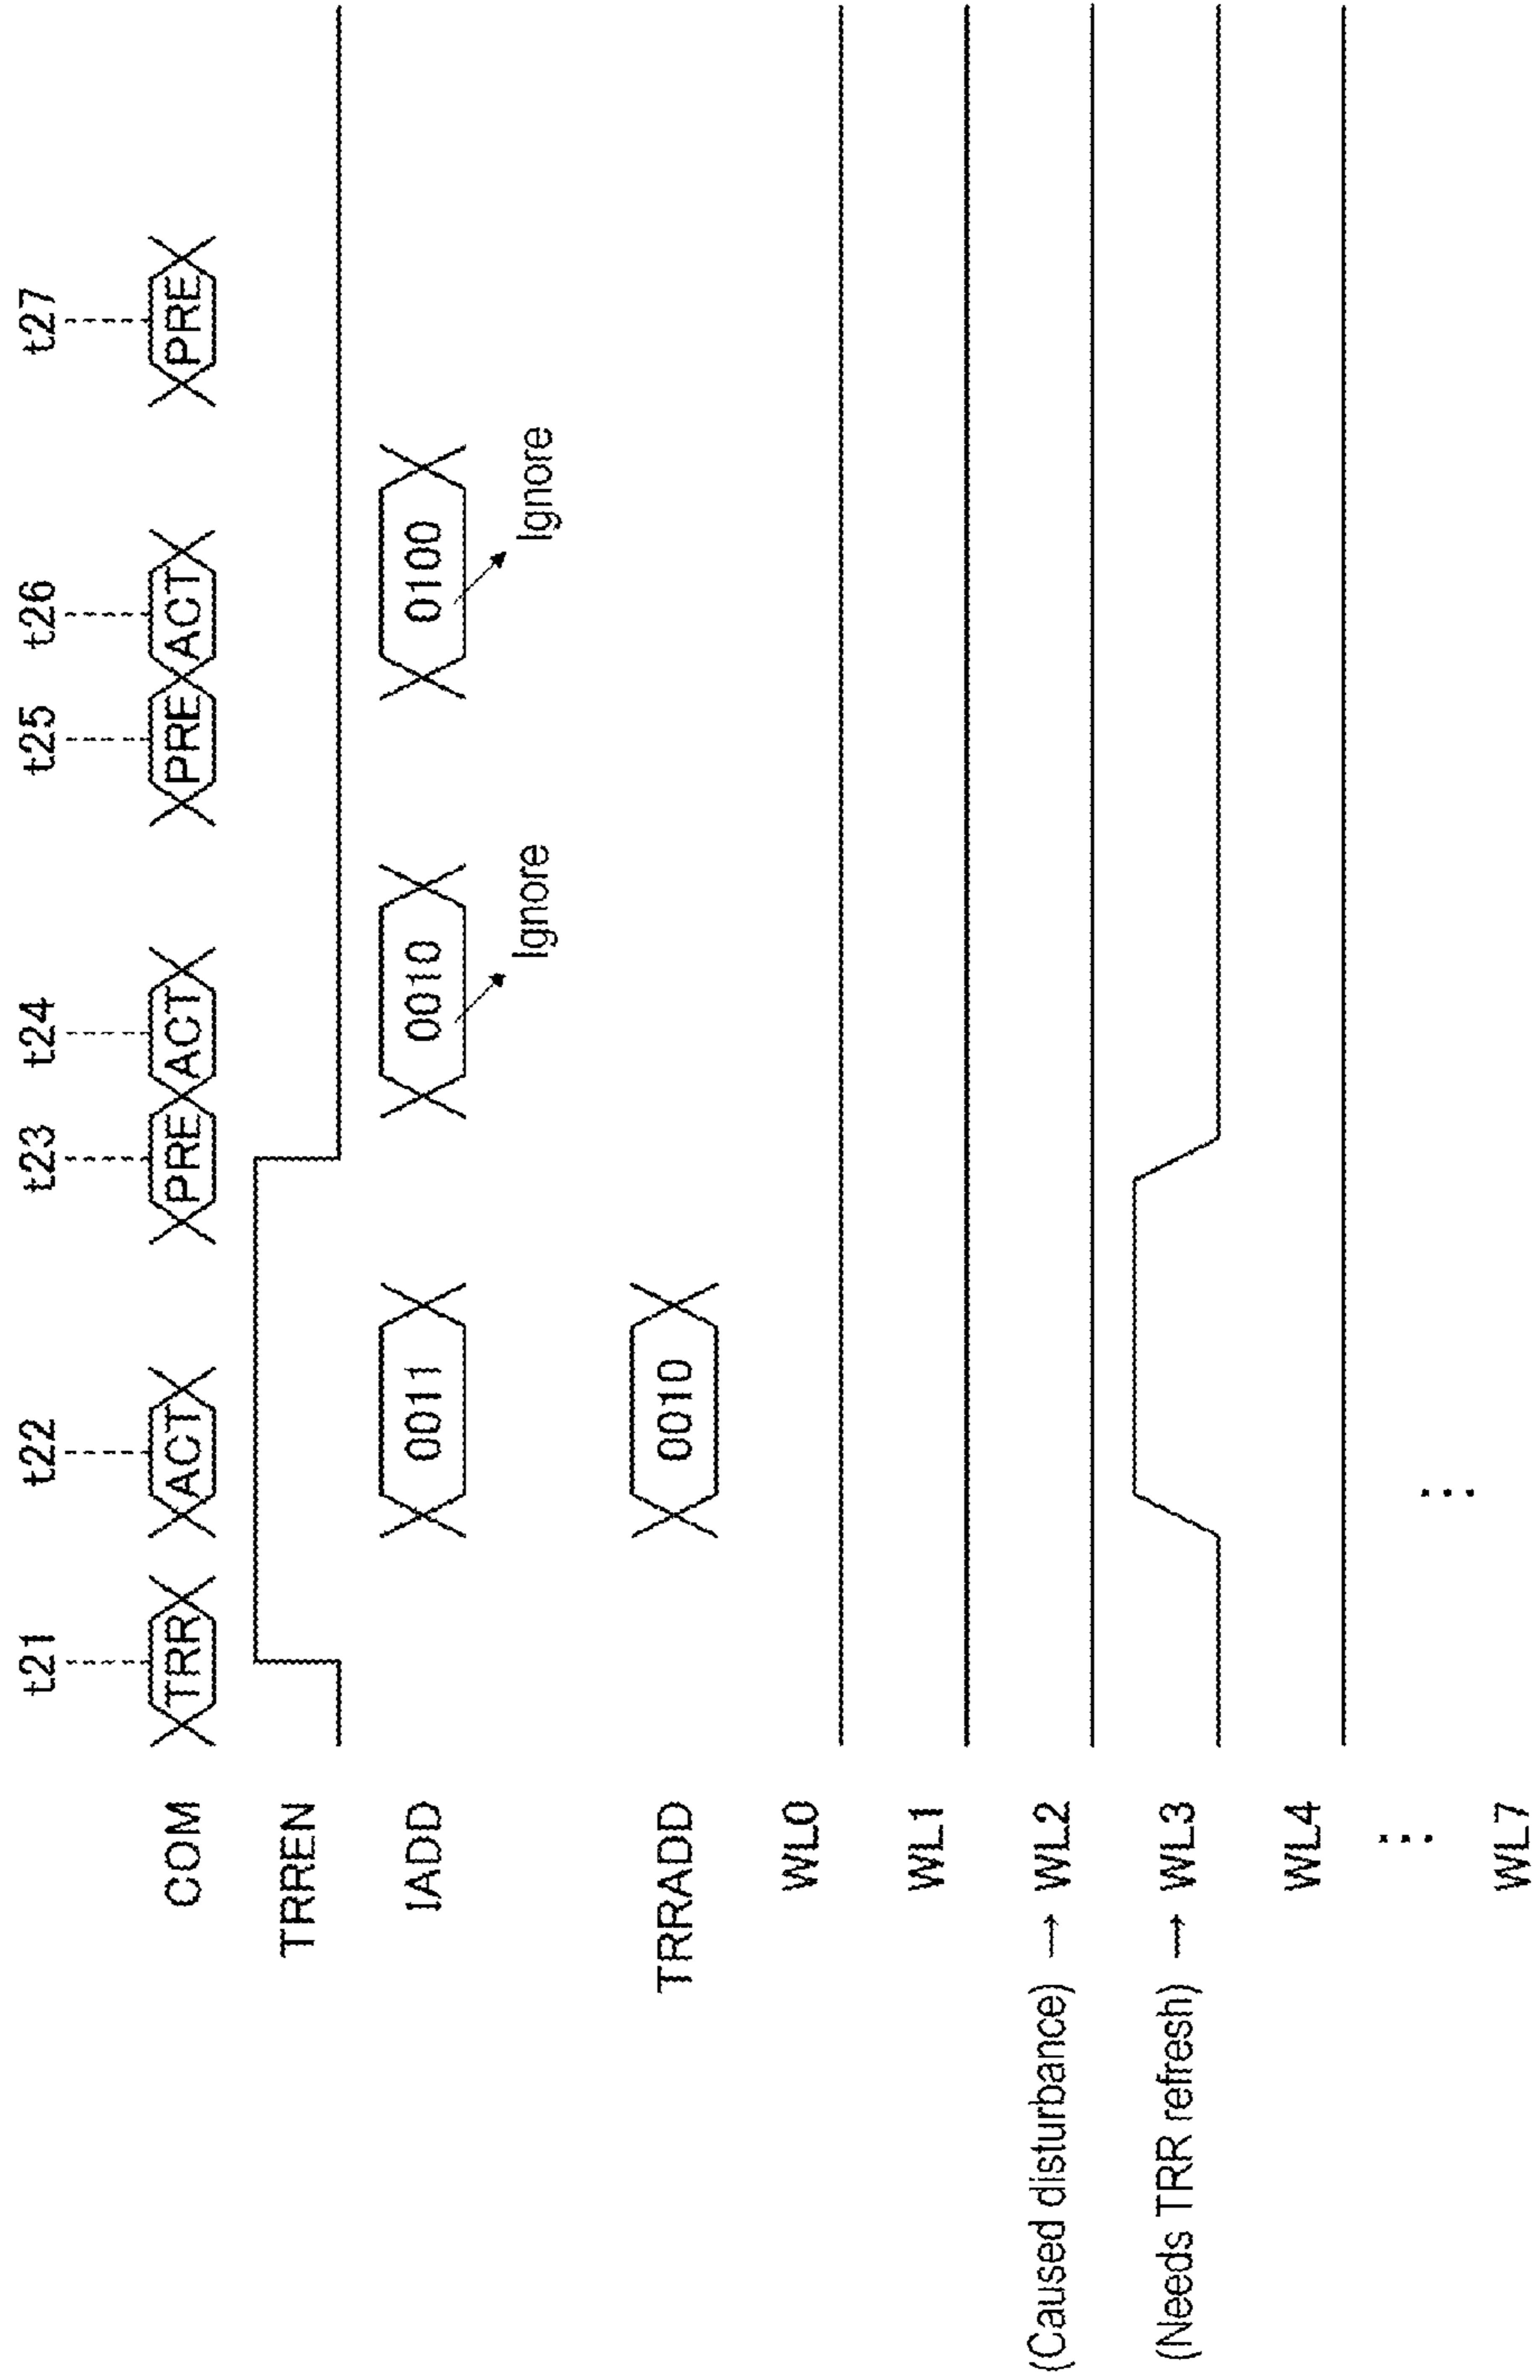 t21 t22 t23 t24 t25 t26 t27
COM TRR ACT PRE ACT PRE ACT PRE
TRREN
IADD 0011 0010 0100
Ignore Ignore
TRRADD 0010
WL0
WL1
(Caused disturbance) → WL2
(Needs TRR refresh) → WL3
WL4
⋮ ⋮
WL7